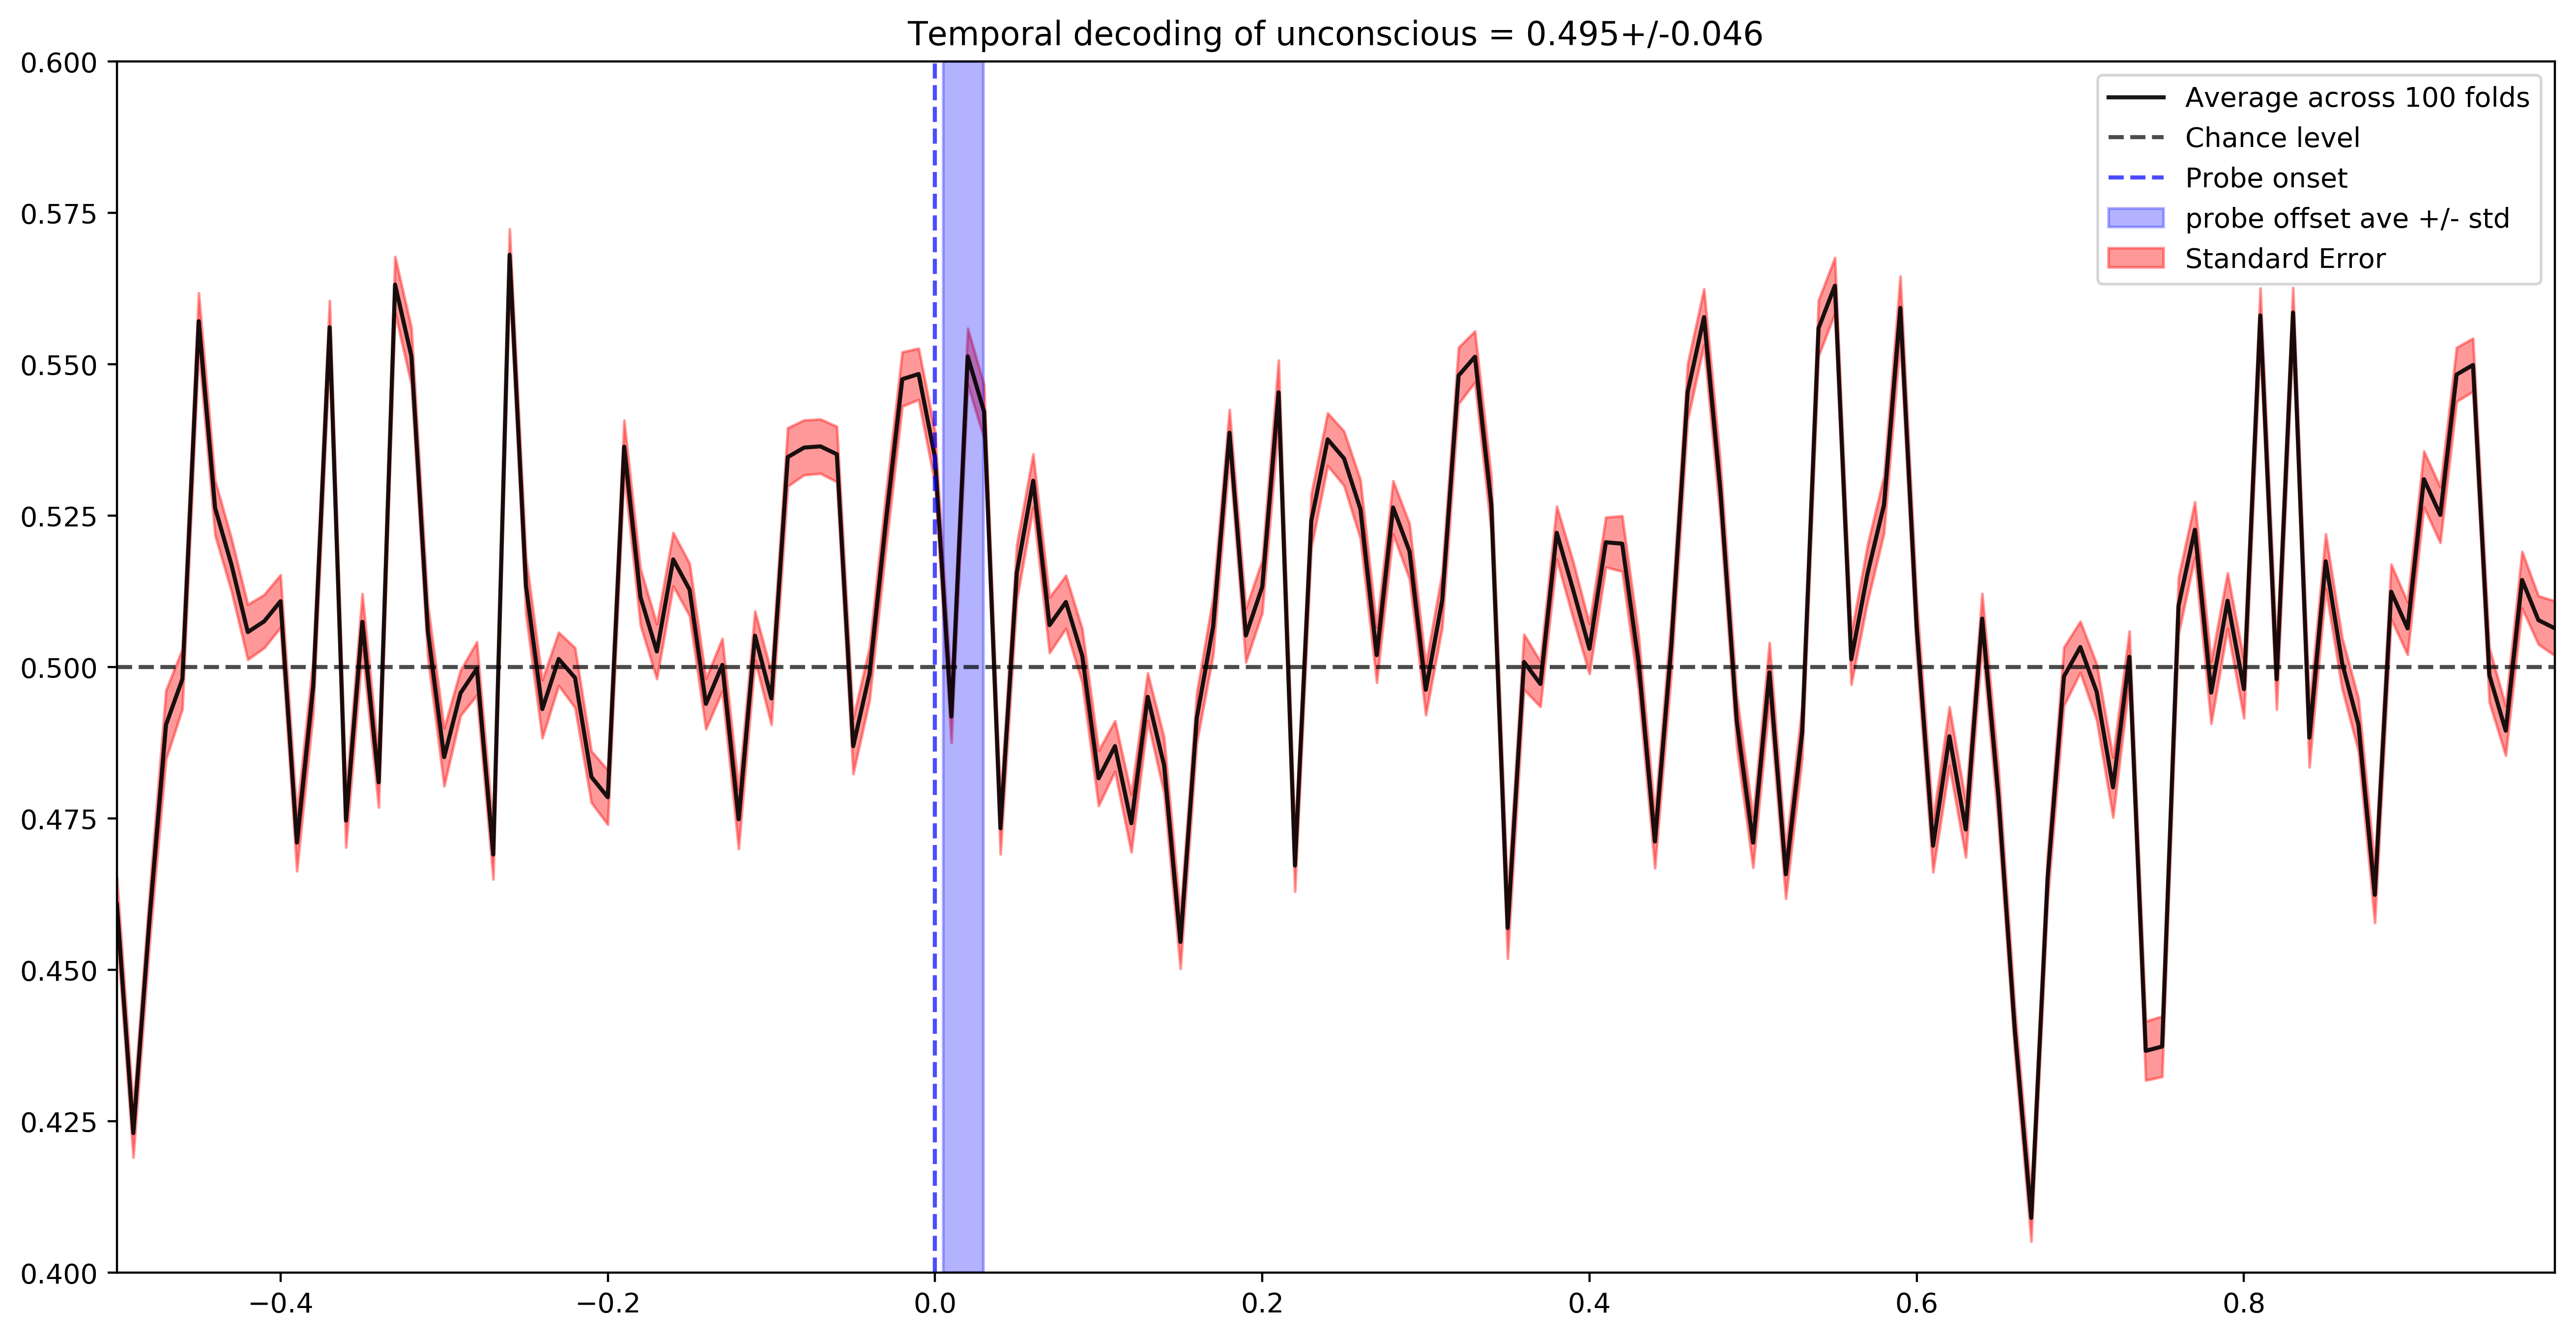 Temporal decoding of unconscious = 0.495+/-0.046
0.600
0.575
0.550
0.525
0.500
0.475
0.450
0.425
0.400
Average across 100 folds
Chance level
Probe onset
probe offset ave +/- std
Standard Error
−0.4 −0.2 0.0 0.2 0.4 0.6 0.8